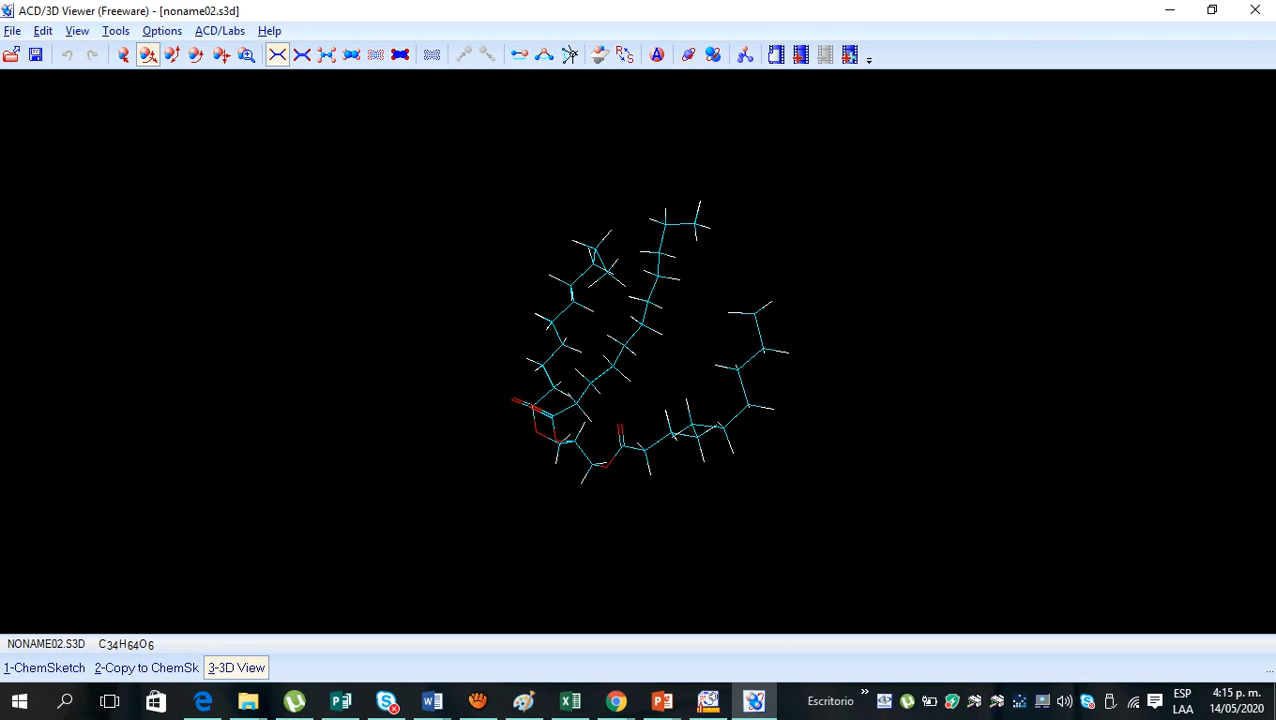 ACD/3D Viewer (Freeware) - [noname02.s3d]
File Edit View Tools Options ACD/Labs Help
NONAME02.S3D C34H64O6
1-ChemSketch 2-Copy to ChemSk 3-3D View
Escritorio
ESP
LAA
4:15 p. m.
14/05/2020